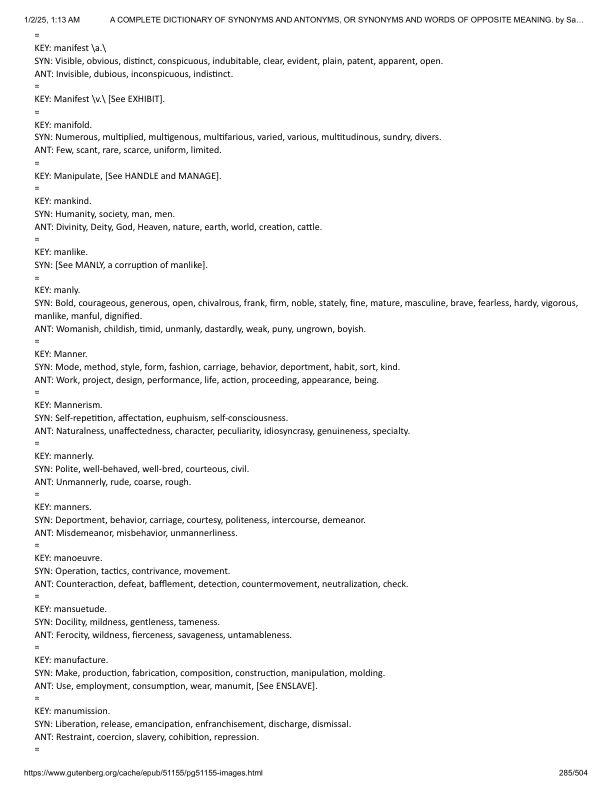 1/2/25, 1:13 AM A COMPLETE DICTIONARY OF SYNONYMS AND ANTONYMS, OR SYNONYMS AND WORDS OF OPPOSITE MEANING. by Sa…
=
KEY: manifest \a.\
SYN: Visible, obvious, distinct, conspicuous, indubitable, clear, evident, plain, patent, apparent, open.
ANT: Invisible, dubious, inconspicuous, indistinct.
=
KEY: Manifest \v.\ [See EXHIBIT].
=
KEY: manifold.
SYN: Numerous, multiplied, multigenous, multifarious, varied, various, multitudinous, sundry, divers.
ANT: Few, scant, rare, scarce, uniform, limited.
=
KEY: Manipulate, [See HANDLE and MANAGE].
=
KEY: mankind.
SYN: Humanity, society, man, men.
ANT: Divinity, Deity, God, Heaven, nature, earth, world, creation, cattle.
=
KEY: manlike.
SYN: [See MANLY, a corruption of manlike].
=
KEY: manly.
SYN: Bold, courageous, generous, open, chivalrous, frank, firm, noble, stately, fine, mature, masculine, brave, fearless, hardy, vigorous,
manlike, manful, dignified.
ANT: Womanish, childish, timid, unmanly, dastardly, weak, puny, ungrown, boyish.
=
KEY: Manner.
SYN: Mode, method, style, form, fashion, carriage, behavior, deportment, habit, sort, kind.
ANT: Work, project, design, performance, life, action, proceeding, appearance, being.
=
KEY: Mannerism.
SYN: Self-repetition, affectation, euphuism, self-consciousness.
ANT: Naturalness, unaffectedness, character, peculiarity, idiosyncrasy, genuineness, specialty.
=
KEY: mannerly.
SYN: Polite, well-behaved, well-bred, courteous, civil.
ANT: Unmannerly, rude, coarse, rough.
=
KEY: manners.
SYN: Deportment, behavior, carriage, courtesy, politeness, intercourse, demeanor.
ANT: Misdemeanor, misbehavior, unmannerliness.
=
KEY: manoeuvre.
SYN: Operation, tactics, contrivance, movement.
ANT: Counteraction, defeat, bafflement, detection, countermovement, neutralization, check.
=
KEY: mansuetude.
SYN: Docility, mildness, gentleness, tameness.
ANT: Ferocity, wildness, fierceness, savageness, untamableness.
=
KEY: manufacture.
SYN: Make, production, fabrication, composition, construction, manipulation, molding.
ANT: Use, employment, consumption, wear, manumit, [See ENSLAVE].
=
KEY: manumission.
SYN: Liberation, release, emancipation, enfranchisement, discharge, dismissal.
ANT: Restraint, coercion, slavery, cohibition, repression.
=
https://www.gutenberg.org/cache/epub/51155/pg51155-images.html 285/504